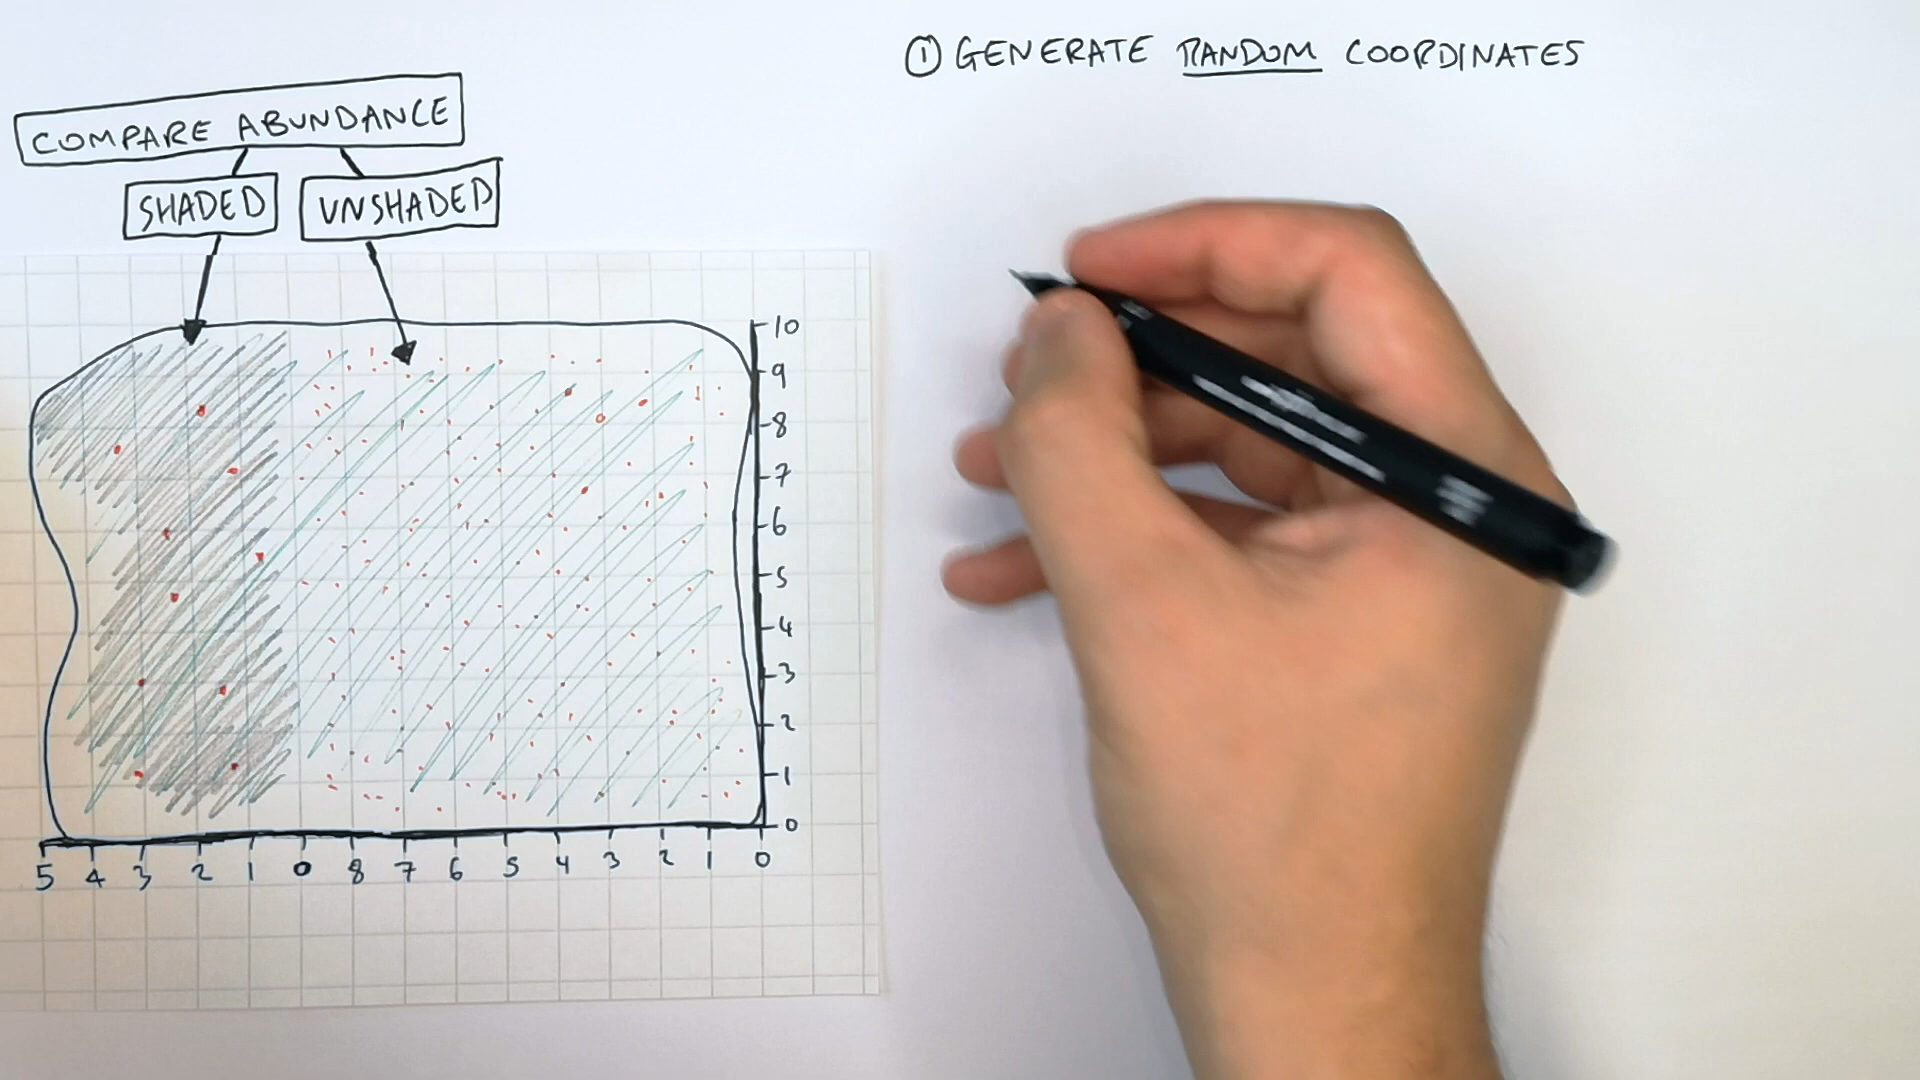 ① GENERATE RANDOM COORDINATES
COMPARE ABUNDANCE
SHADED
UNSHADED
10
9
8
7
6
5
4
3
2
1
0
5 4 3 2 1 0 8 7 6 5 4 3 2 1 0